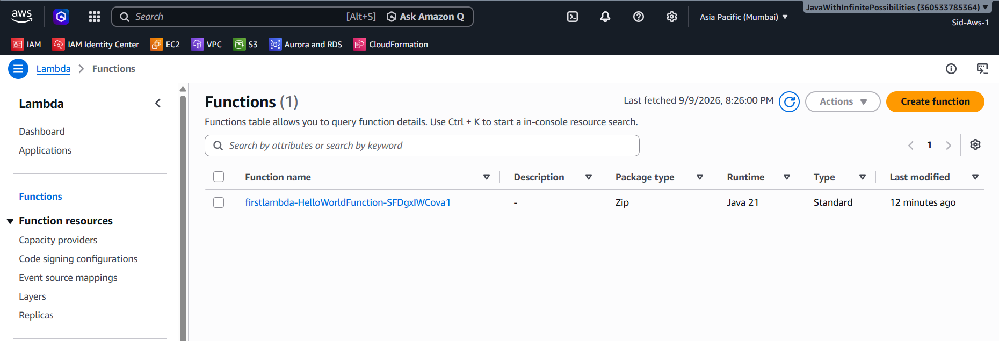 aws
Search [Alt+S] Ask Amazon Q
Asia Pacific (Mumbai)
JavaWithInfinitePossibilities (360533785364)
Sid-Aws-1
IAM IAM Identity Center EC2 VPC S3 Aurora and RDS CloudFormation
Lambda Functions
Lambda
Dashboard
Applications
Functions
Function resources
Capacity providers
Code signing configurations
Event source mappings
Layers
Replicas
Functions (1)
Last fetched 9/9/2026, 8:26:00 PM Actions Create function
Functions table allows you to query function details. Use Ctrl + K to start a in-console resource search.
Search by attributes or search by keyword
1
Function name Description Package type Runtime Type Last modified
firstlambda-HelloWorldFunction-SFDgxIWCova1 - Zip Java 21 Standard 12 minutes ago